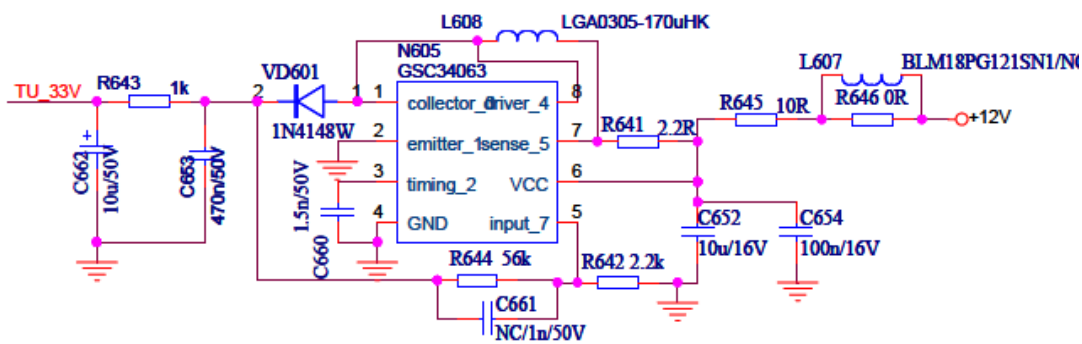 L608
LGA0305-170uHK
N605
GSC34063
L607
BLM18PG121SN1/NC
TU_33V
R643
1k
2
VD601
1
1N4148W
1
collector_0
driver_4
8
R645
10R
R646
0R
+12V
2
emitter_1
sense_5
7
R641
2.2R
3
timing_2
VCC
6
4
GND
input_7
5
+
C662
10u/50V
C653
470n/50V
1.5n/50V
C660
C652
10u/16V
C654
100n/16V
R644
56k
R642
2.2k
C661
NC/1n/50V